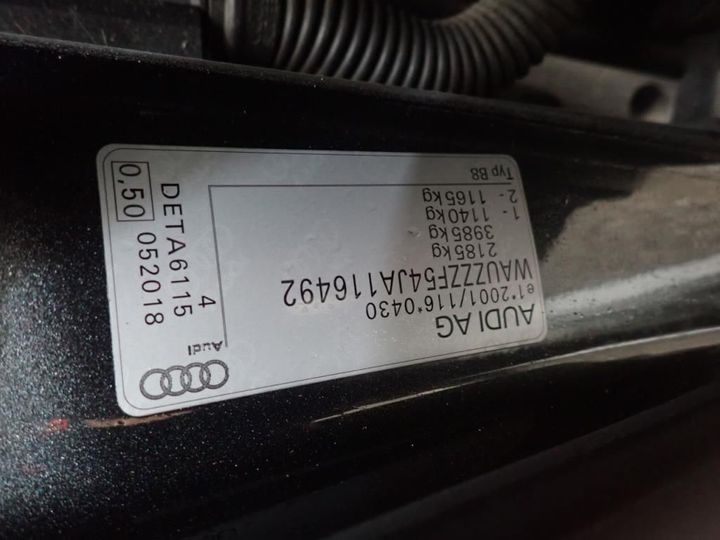 AUDI AG
e1*2001/116*0430
WAUZZZF54JA116492
2185kg
3985kg
1 - 1140kg
2 - 1165kg
Typ B8
Audi
4
DETA6115
0,50 052018